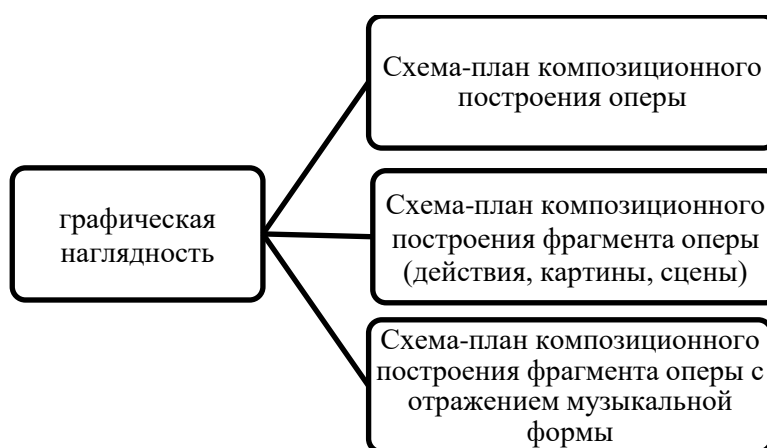 Схема-план композиционного
построения оперы
графическая
наглядность
Схема-план композиционного
построения фрагмента оперы
(действия, картины, сцены)
Схема-план композиционного
построения фрагмента оперы с
отражением музыкальной
формы